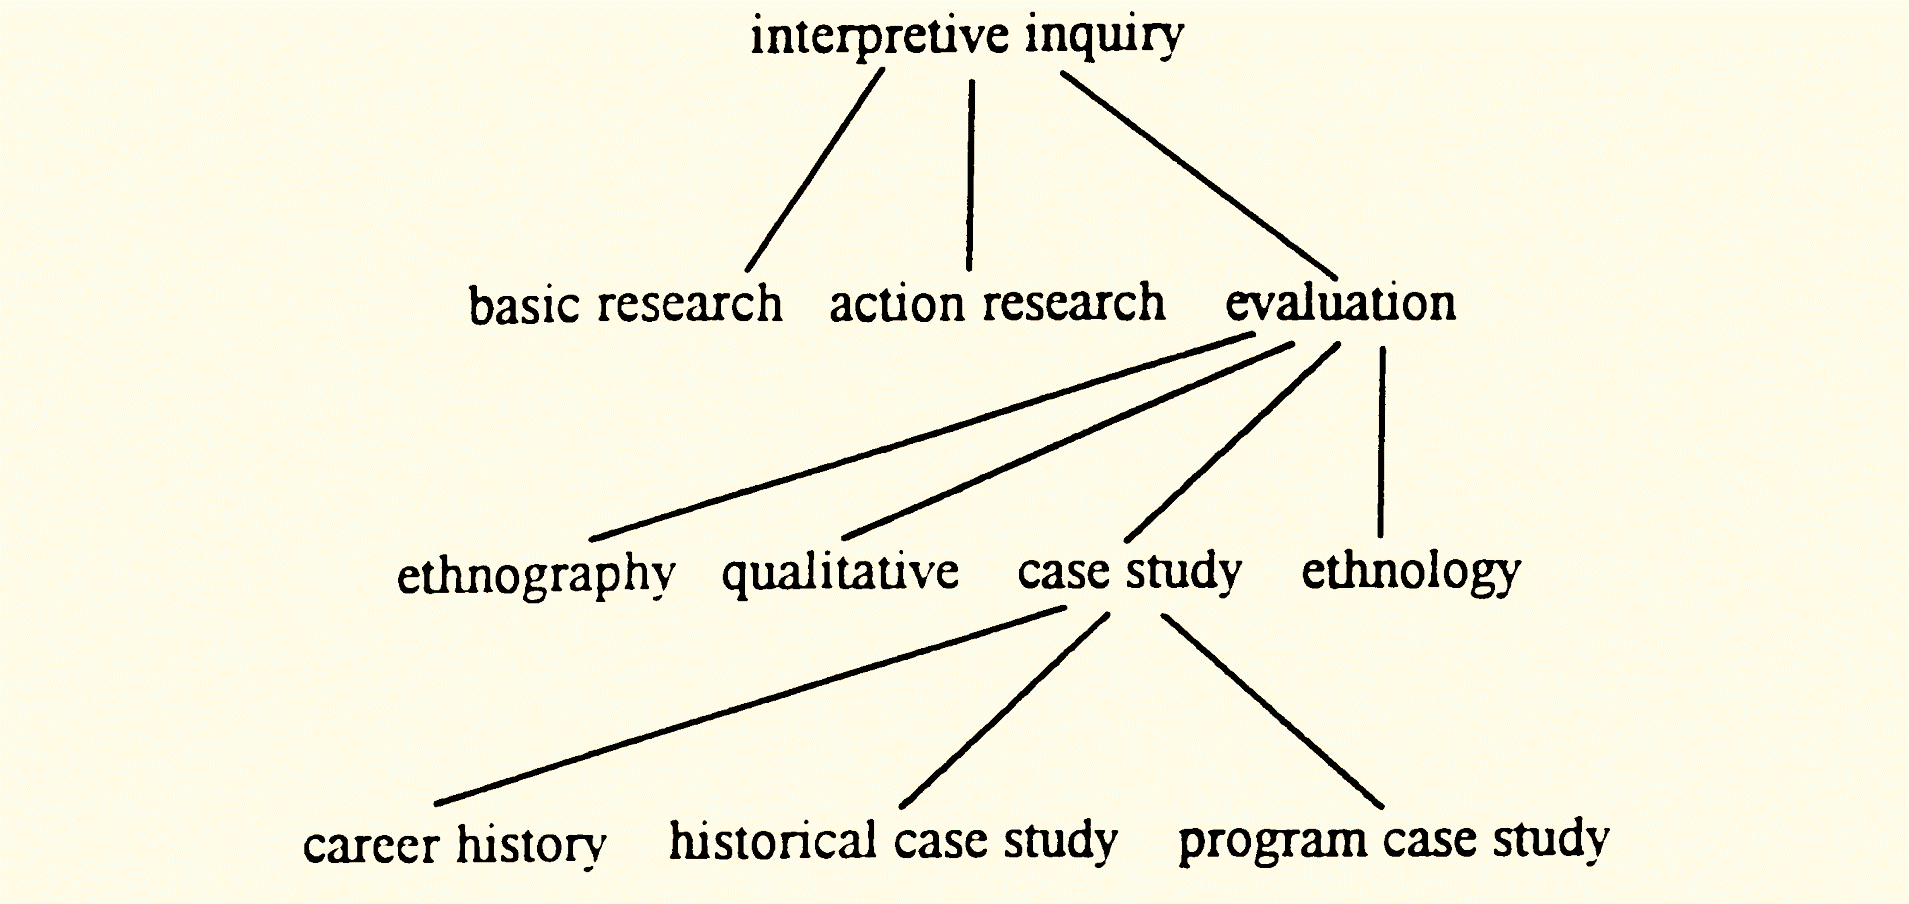 interpretive inquiry
basic research action research evaluation
ethnography qualitative case study ethnology
career history historical case study program case study